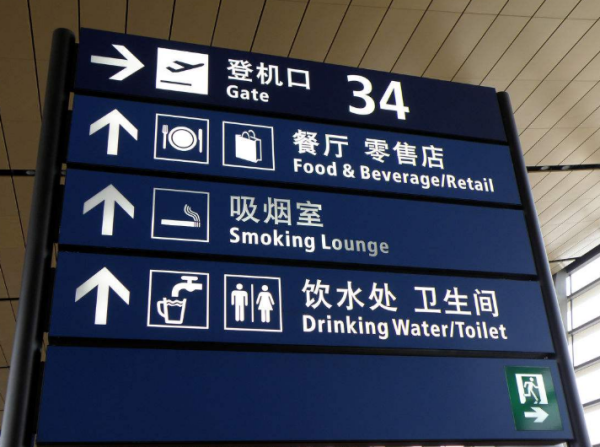 登机口 34
Gate
餐厅 零售店
Food & Beverage/Retail
吸烟室
Smoking Lounge
饮水处 卫生间
Drinking Water/Toilet